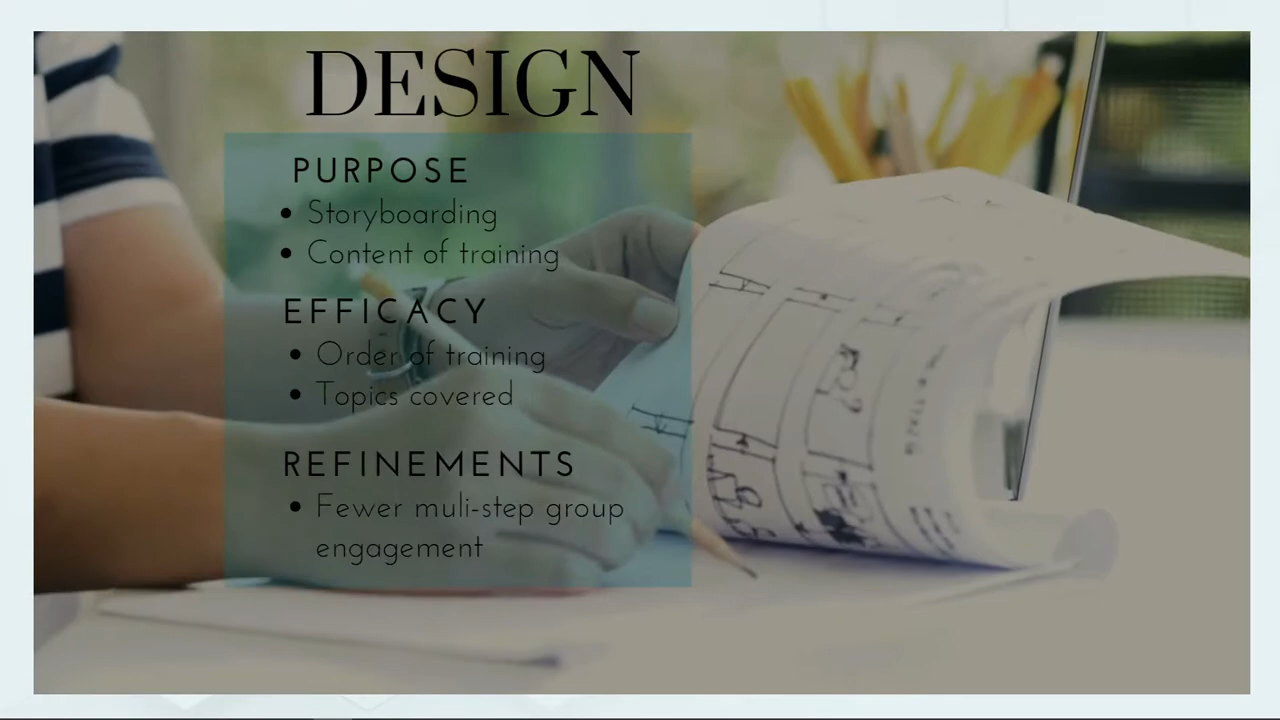 DESIGN
PURPOSE
• Storyboarding
• Content of training
EFFICACY
• Order of training
• Topics covered
REFINEMENTS
• Fewer muli-step group
engagement